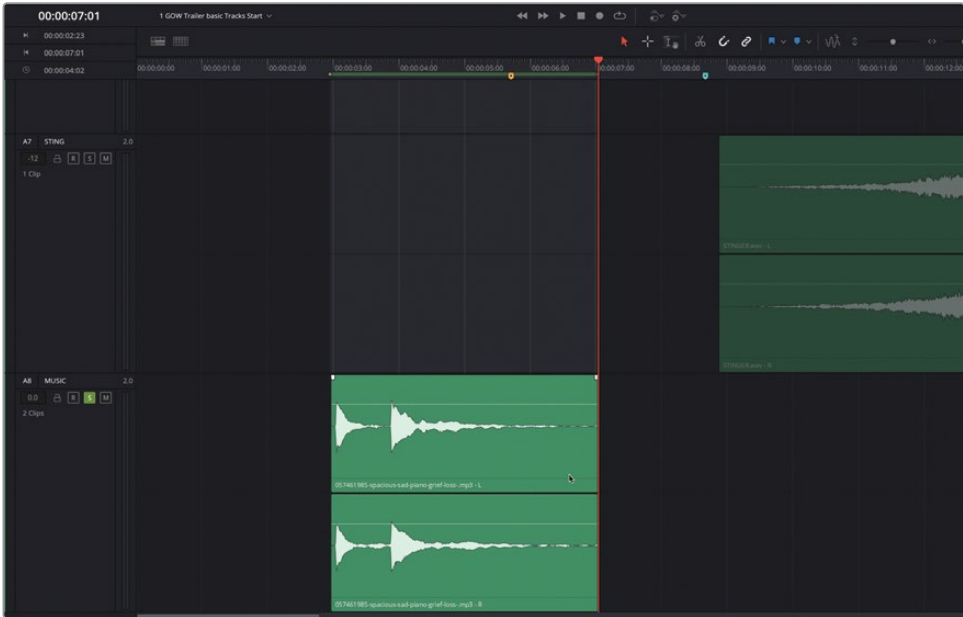 00:00:07:01
1 GOW Trailer basic Tracks Start
00:00:02:23
00:00:07:01
00:00:04:02
00:00:00:00 00:00:01:00 00:00:02:00 00:00:03:00 00:00:04:00 00:00:05:00 00:00:06:00 00:00:07:00 00:00:08:00 00:00:09:00 00:00:10:00 00:00:11:00 00:00:12:00
A7 STING 2.0
-12 R S M
1 Clip
STINGER.wav - L
STINGER.wav - R
A8 MUSIC 2.0
0.0 R S M
2 Clips
057461985-spacious-sad-piano-grief-loss-.mp3 - L
057461985-spacious-sad-piano-grief-loss-.mp3 - R